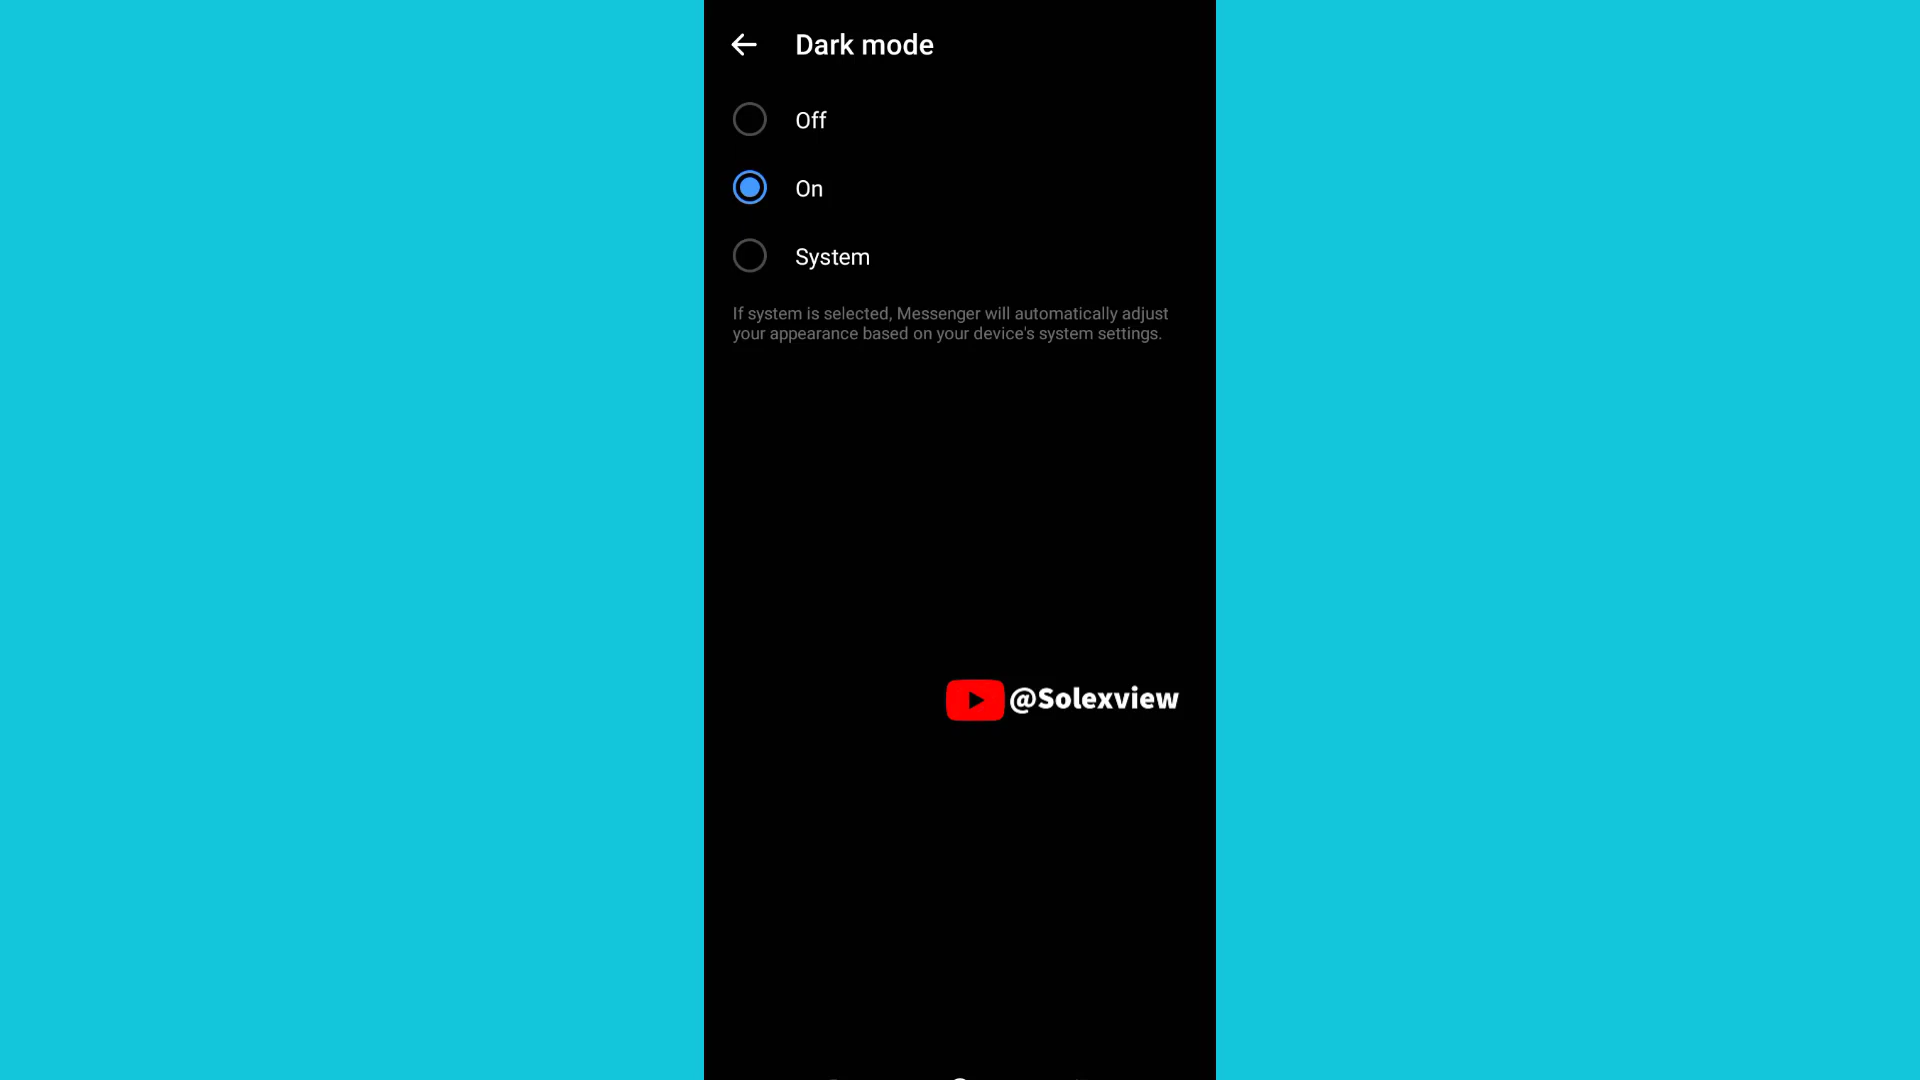 Dark mode
Off
On
System
If system is selected, Messenger will automatically adjust
your appearance based on your device's system settings.
@Solexview